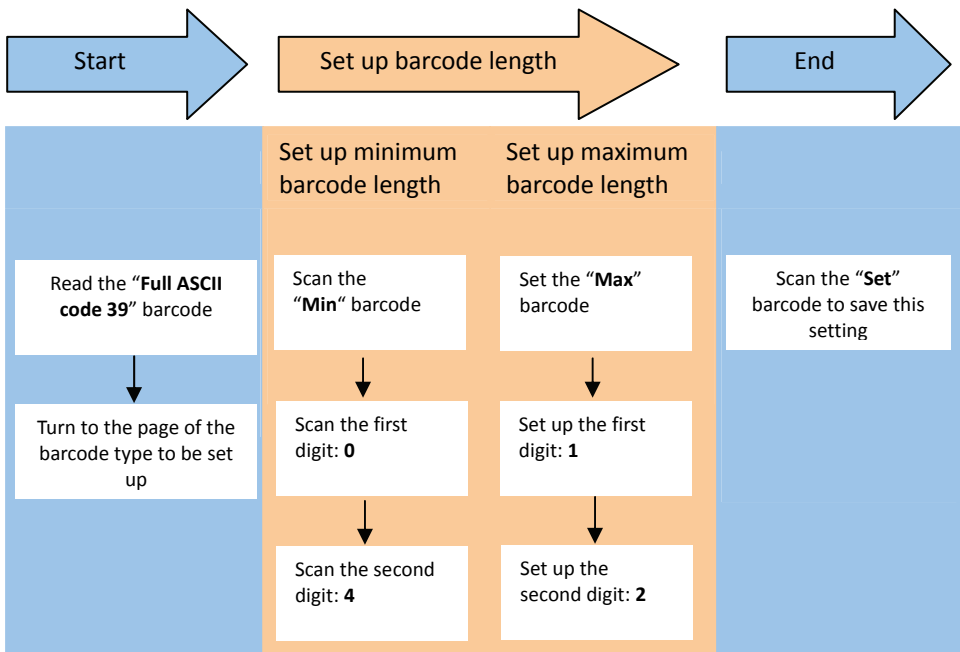 Start
Set up barcode length
End
Set up minimum
barcode length
Set up maximum
barcode length
Read the “Full ASCII
code 39” barcode
Turn to the page of the
barcode type to be set
up
Scan the
“Min“ barcode
Scan the first
digit: 0
Scan the second
digit: 4
Set the “Max”
barcode
Set up the first
digit: 1
Set up the
second digit: 2
Scan the “Set”
barcode to save this
setting